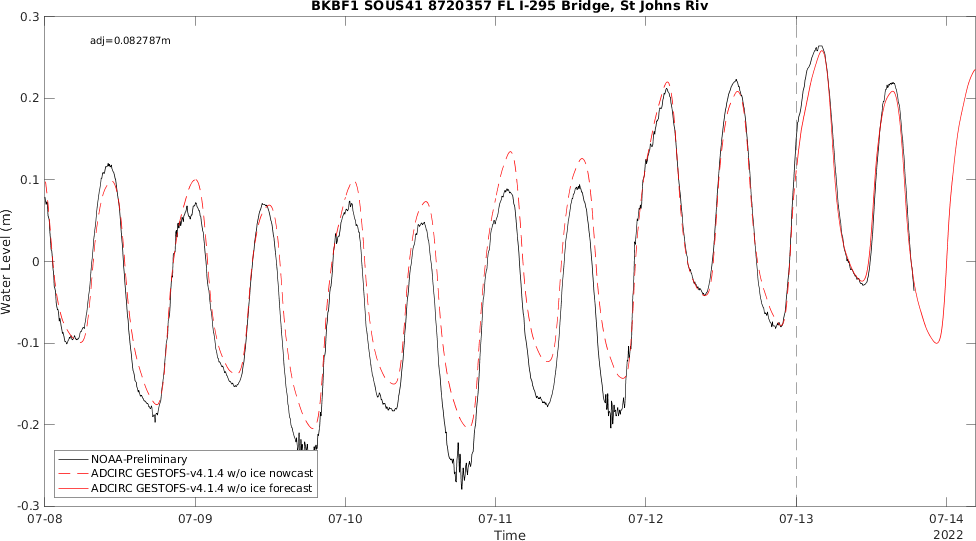 BKBF1 SOUS41 8720357 FL I-295 Bridge, St Johns Riv
adj=0.082787m
0.3
0.2
0.1
0
-0.1
-0.2
-0.3
Water Level (m)
NOAA-Preliminary
ADCIRC GESTOFS-v4.1.4 w/o ice nowcast
ADCIRC GESTOFS-v4.1.4 w/o ice forecast
07-08 07-09 07-10 07-11 07-12 07-13 07-14
2022
Time